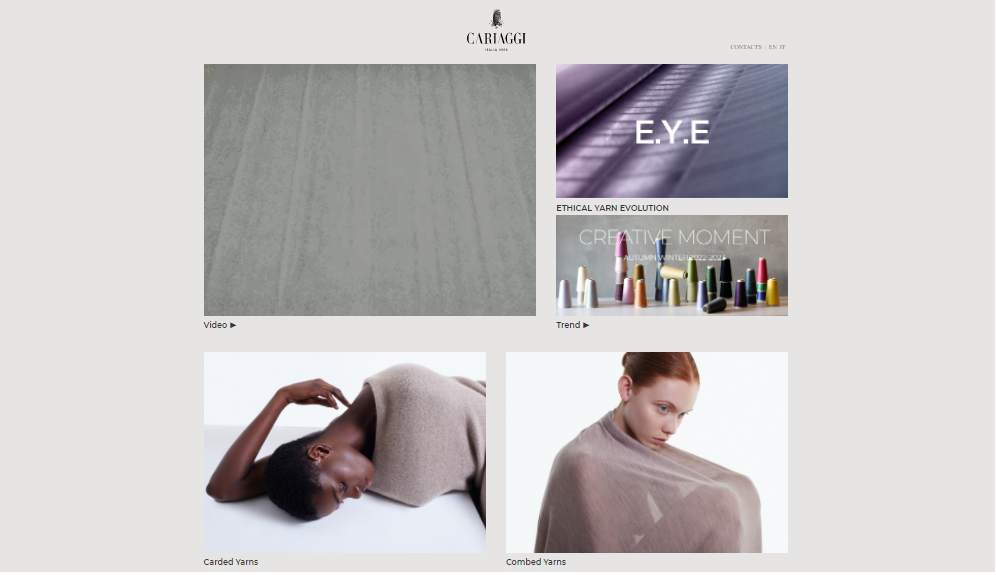 CARIAGGI
ITALIA 1958
CONTACTS | EN IT
E.Y.E
ETHICAL YARN EVOLUTION
CREATIVE MOMENT
AUTUMN WINTER 2022-2023
Video ▶
Trend ▶
Carded Yarns
Combed Yarns